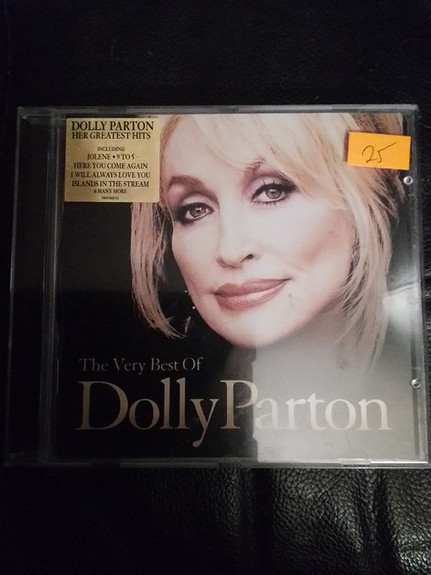 DOLLY PARTON
HER GREATEST HITS
INCLUDING
JOLENE • 9 TO 5
HERE YOU COME AGAIN
I WILL ALWAYS LOVE YOU
ISLANDS IN THE STREAM
& MANY MORE
25
The Very Best Of
Dolly Parton